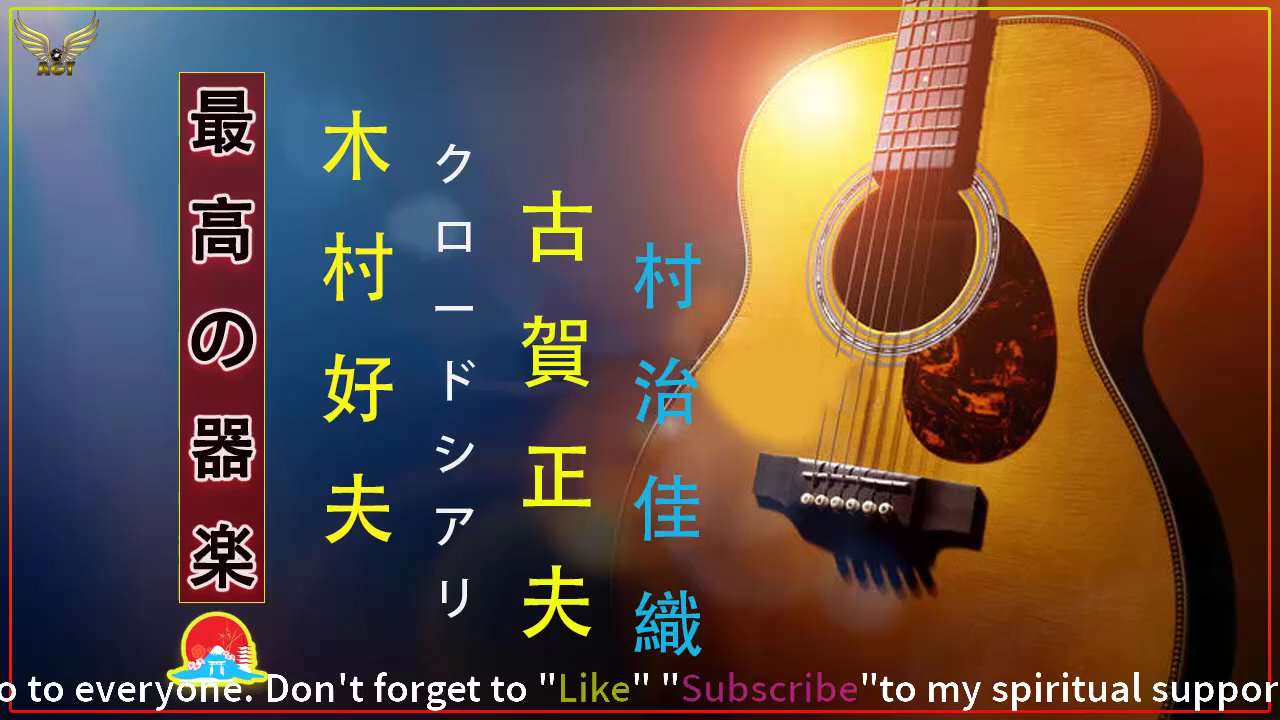 AGT
最高の器楽
木村好夫
クロードシアリ
古賀正夫
村治佳織
o to everyone. Don't forget to "Like" "Subscribe"to my spiritual suppor